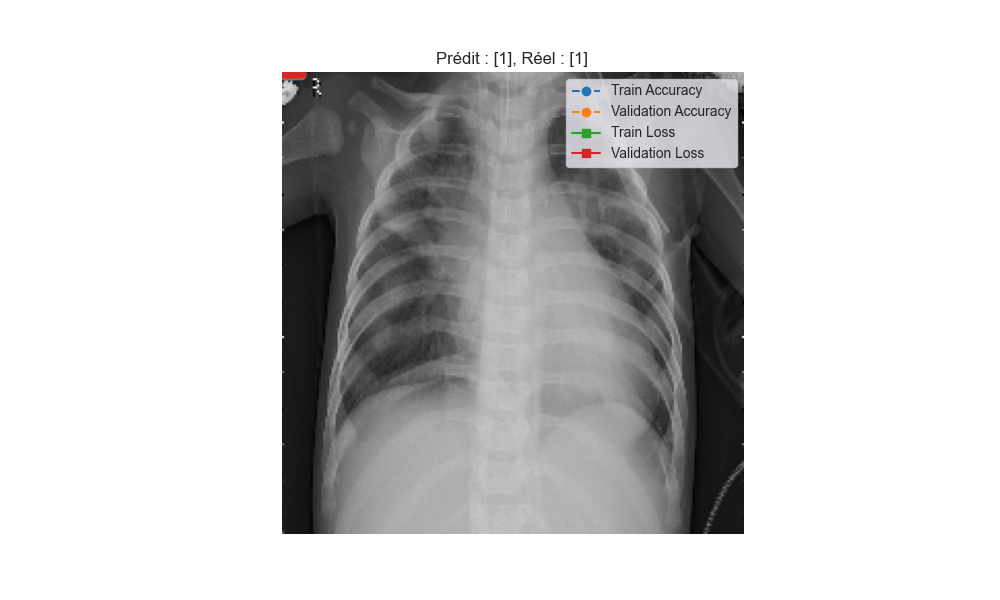 Prédit : [1], Réel : [1]
R
Train Accuracy
Validation Accuracy
Train Loss
Validation Loss